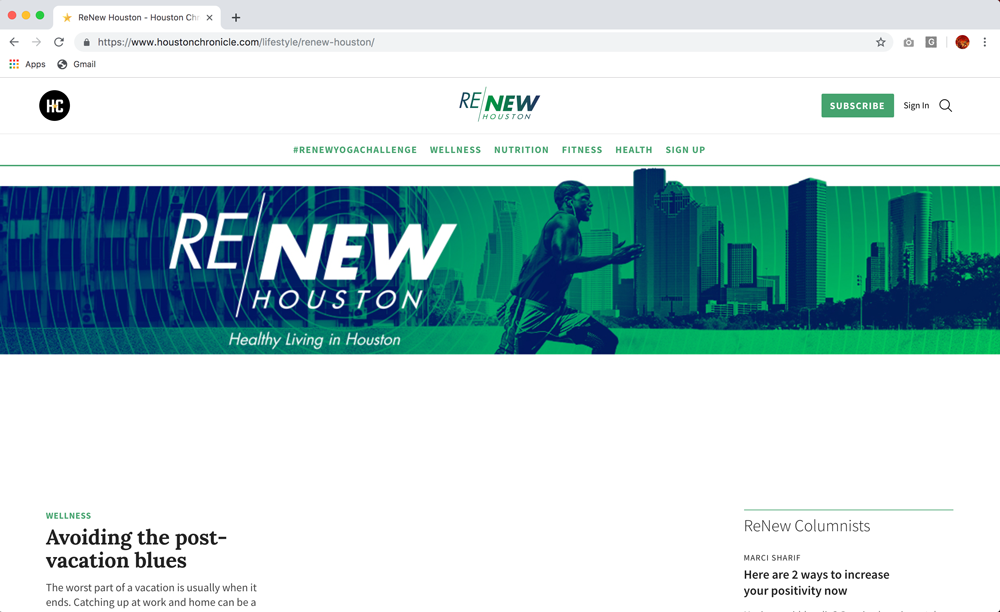 ReNew Houston - Houston Chr
https://www.houstonchronicle.com/lifestyle/renew-houston/
G
Apps
Gmail
HC
RE/NEW
HOUSTON
SUBSCRIBE
Sign In
#RENEWYOGACHALLENGE WELLNESS NUTRITION FITNESS HEALTH SIGN UP
RE/NEW
HOUSTON
Healthy Living in Houston
WELLNESS
Avoiding the post-
vacation blues
The worst part of a vacation is usually when it
ends. Catching up at work and home can be a
ReNew Columnists
MARCI SHARIF
Here are 2 ways to increase
your positivity now